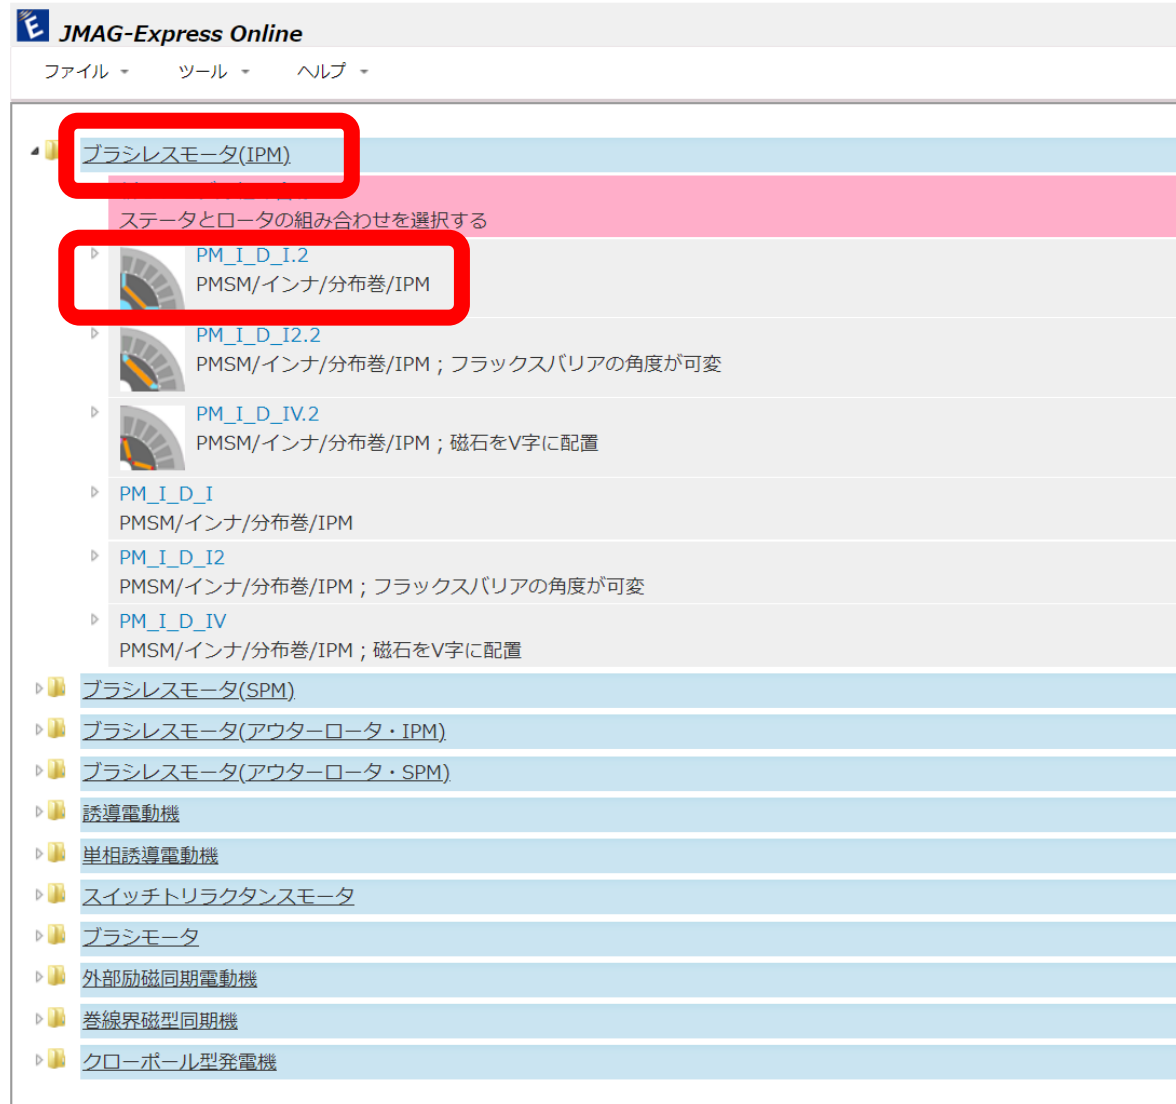 JMAG-Express Online
ファイル ツール ヘルプ
ブラシレスモータ(IPM)
ステータとロータの組み合わせを選択する
PM_I_D_I.2
PMSM/インナ/分布巻/IPM
PM_I_D_I2.2
PMSM/インナ/分布巻/IPM ; フラックスバリアの角度が可変
PM_I_D_IV.2
PMSM/インナ/分布巻/IPM ; 磁石をV字に配置
PM_I_D_I
PMSM/インナ/分布巻/IPM
PM_I_D_I2
PMSM/インナ/分布巻/IPM ; フラックスバリアの角度が可変
PM_I_D_IV
PMSM/インナ/分布巻/IPM ; 磁石をV字に配置
ブラシレスモータ(SPM)
ブラシレスモータ(アウターロータ・IPM)
ブラシレスモータ(アウターロータ・SPM)
誘導電動機
単相誘導電動機
スイッチトリラクタンスモータ
ブラシモータ
外部励磁同期電動機
巻線界磁型同期機
クローポール型発電機